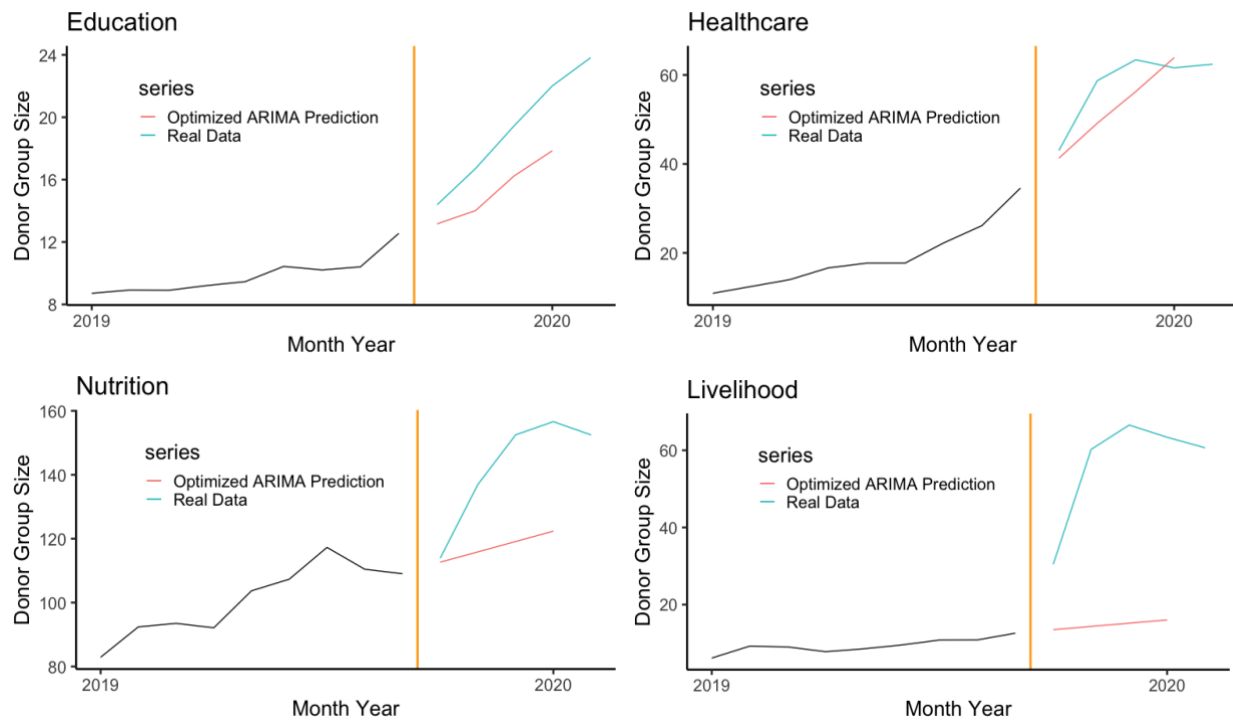 Education
Donor Group Size
24
20
16
12
8
series
Optimized ARIMA Prediction
Real Data
2019
2020
Month Year
Healthcare
Donor Group Size
60
40
20
series
Optimized ARIMA Prediction
Real Data
2019
2020
Month Year
Nutrition
Donor Group Size
160
140
120
100
80
series
Optimized ARIMA Prediction
Real Data
2019
2020
Month Year
Livelihood
Donor Group Size
60
40
20
series
Optimized ARIMA Prediction
Real Data
2019
2020
Month Year